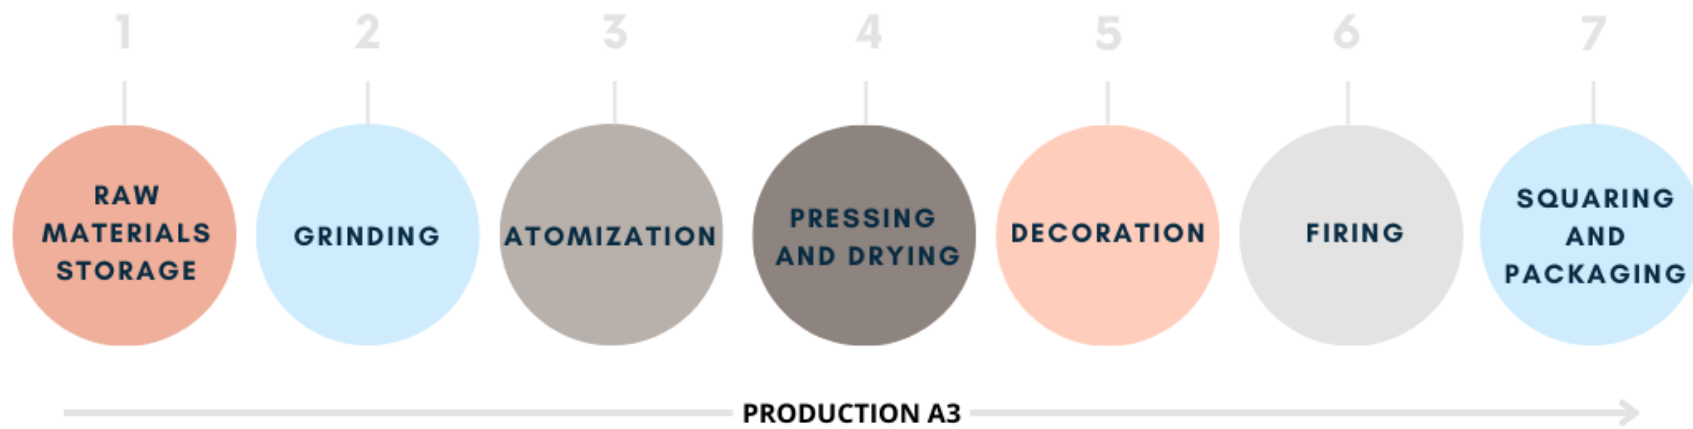 1
2
3
4
5
6
7
RAW
MATERIALS
STORAGE
GRINDING
ATOMIZATION
PRESSING
AND DRYING
DECORATION
FIRING
SQUARING
AND
PACKAGING
PRODUCTION A3